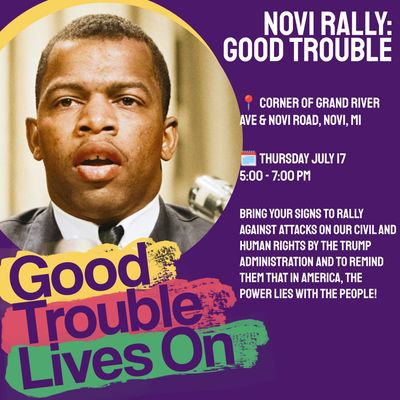 NOVI RALLY:
GOOD TROUBLE
CORNER OF GRAND RIVER
AVE & NOVI ROAD, NOVI, MI
THURSDAY JULY 17
5:00 - 7:00 PM
BRING YOUR SIGNS TO RALLY
AGAINST ATTACKS ON OUR CIVIL AND
HUMAN RIGHTS BY THE TRUMP
ADMINISTRATION AND TO REMIND
THEM THAT IN AMERICA, THE
POWER LIES WITH THE PEOPLE!
Good
Trouble
Lives On